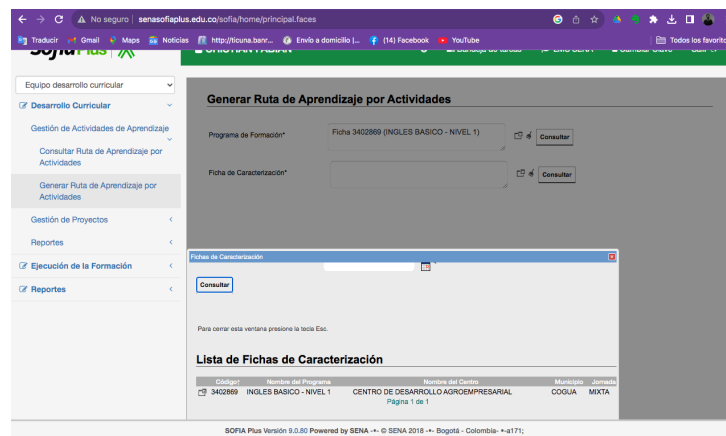 No seguro senasofiaplus.edu.co/sofia/home/principal.faces
Traducir Gmail Maps Noticias http://ticuna.banr... Envío a domicilio |... (14) Facebook YouTube Todos los favorito
Sofia Plus
Equipo desarrollo curricular
Desarrollo Curricular
Gestión de Actividades de Aprendizaje
Consultar Ruta de Aprendizaje por
Actividades
Generar Ruta de Aprendizaje por
Actividades
Gestión de Proyectos
Reportes
Ejecución de la Formación
Reportes
Generar Ruta de Aprendizaje por Actividades
Programa de Formación* Ficha 3402869 (INGLES BASICO - NIVEL 1) Consultar
Ficha de Caracterización* Consultar
Fichas de Caracterización
Consultar
Para cerrar esta ventana presione la tecla Esc.
Lista de Fichas de Caracterización
Código↑ Nombre del Programa Nombre del Centro Municipio Jornada
3402869 INGLES BASICO - NIVEL 1 CENTRO DE DESARROLLO AGROEMPRESARIAL COGUA MIXTA
Página 1 de 1
SOFIA Plus Versión 9.0.80 Powered by SENA -•- © SENA 2018 -•- Bogotá - Colombia- •-a171;